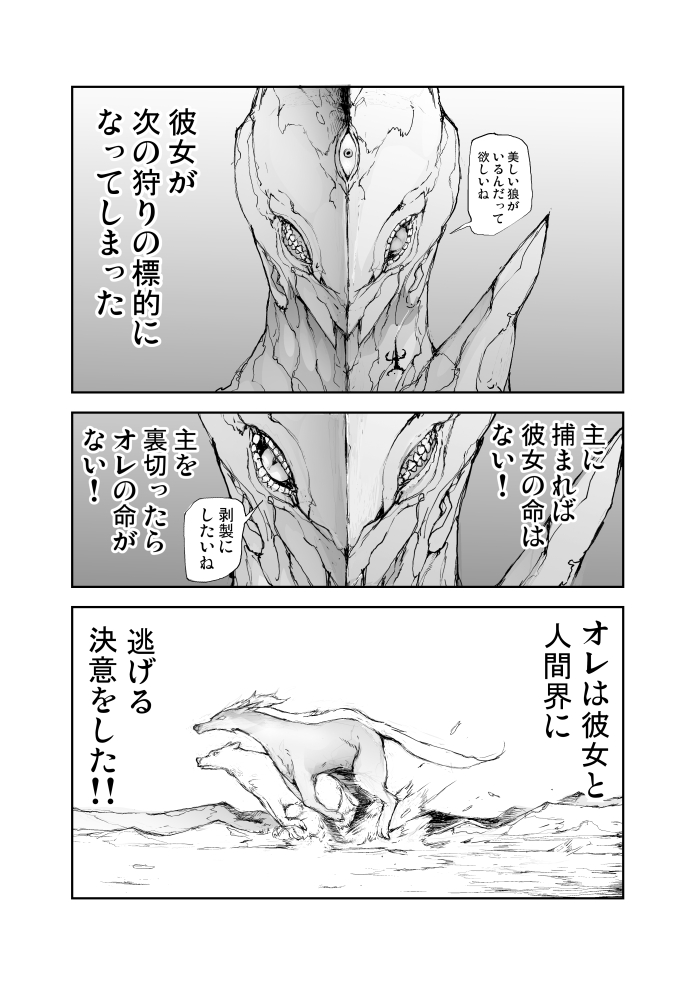 美しい狼が
いるんだって
欲しいね
彼女が
次の狩りの標的に
なってしまった
主に
捕まれば
彼女の命は
ない！
剥製に
したいね
主を
裏切ったら
オレの命が
ない！
オレは彼女と
人間界に
逃げる
決意をした!!